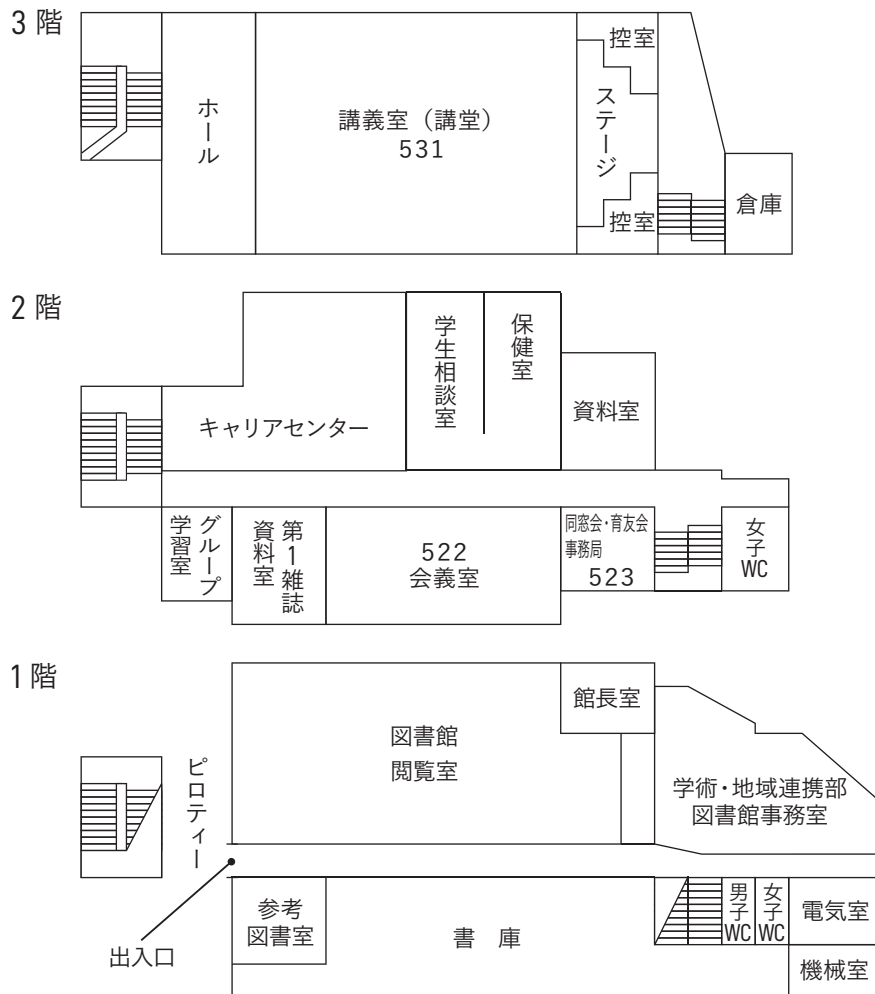 3階
ホール
講義室（講堂）
531
ステージ
控室
控室
倉庫
2階
キャリアセンター
学生相談室
保健室
資料室
グループ
学習室
第1雑誌
資料室
522
会議室
同窓会・育友会
事務局
523
女子
WC
1階
ピロティー
図書館
閲覧室
館長室
学術・地域連携部
図書館事務室
出入口
参考
図書室
書 庫
男子
WC
女子
WC
電気室
機械室